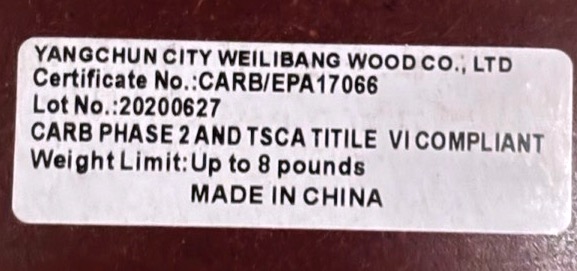 YANGCHUN CITY WEILIBANG WOOD CO., LTD
Certificate No.:CARB/EPA17066
Lot No.:20200627
CARB PHASE 2 AND TSCA TITILE VI COMPLIANT
Weight Limit:Up to 8 pounds
MADE IN CHINA